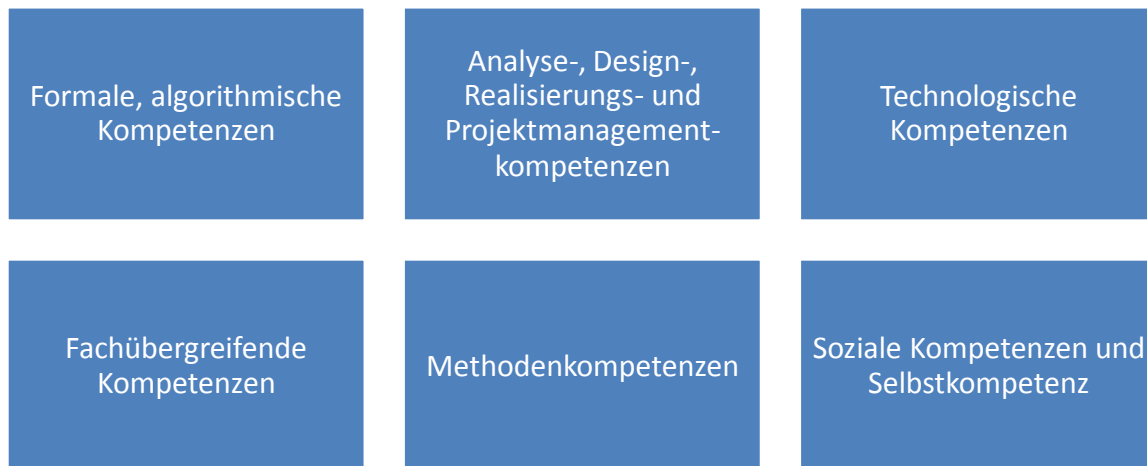 Formale, algorithmische
Kompetenzen
Analyse-, Design-,
Realisierungs- und
Projektmanagement-
kompetenzen
Technologische
Kompetenzen
Fachübergreifende
Kompetenzen
Methodenkompetenzen
Soziale Kompetenzen und
Selbstkompetenz